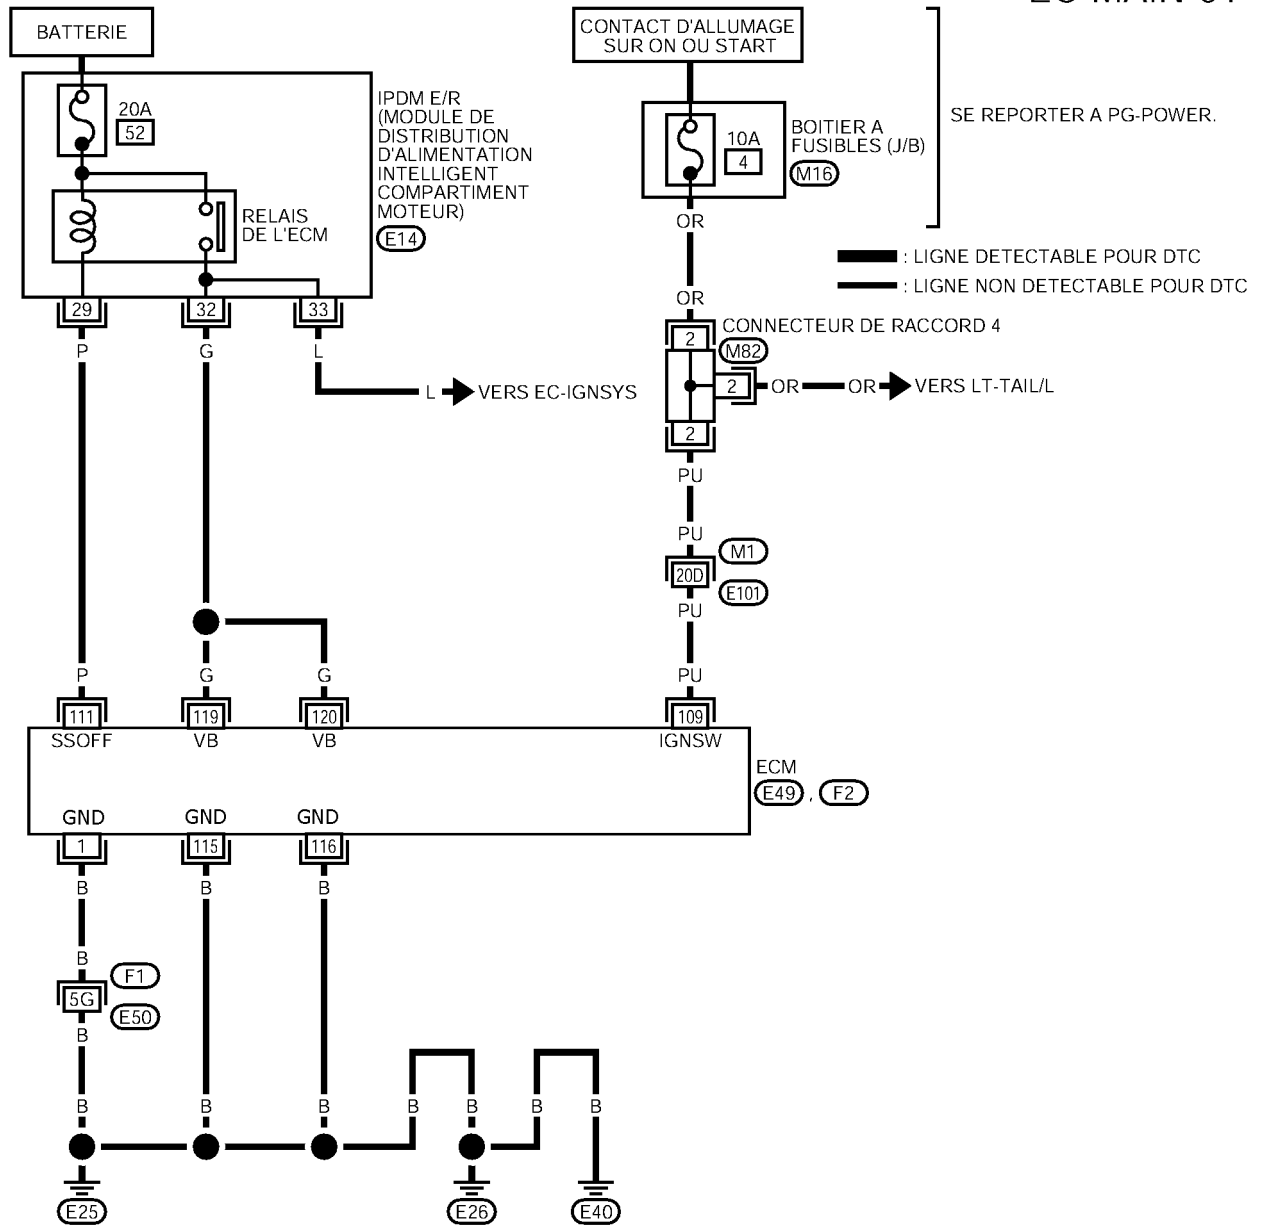 BATTERIE
20A
52
IPDM E/R
(MODULE DE
DISTRIBUTION
D'ALIMENTATION
INTELLIGENT
COMPARTIMENT
MOTEUR)
E14
RELAIS
DE L'ECM
29
32
33
P
G
L
L
VERS EC-IGNSYS
CONTACT D'ALLUMAGE
SUR ON OU START
10A
4
BOITIER A
FUSIBLES (J/B)
M16
SE REPORTER A PG-POWER.
OR
OR
: LIGNE DETECTABLE POUR DTC
: LIGNE NON DETECTABLE POUR DTC
CONNECTEUR DE RACCORD 4
M82
2
2
OR
OR
VERS LT-TAIL/L
2
PU
PU
M1
20D
E101
PU
P
G
G
PU
111
119
120
109
SSOFF
VB
VB
IGNSW
ECM
E49 , F2
GND
GND
GND
1
115
116
B
B
B
B
F1
5G
E50
B
B
B
B
B
B
B
B
E25
E26
E40